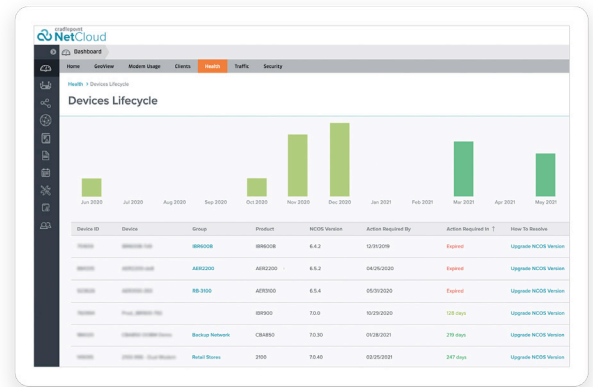 cradlepoint
NetCloud
Dashboard
Home GeoView Modem Usage Clients Health Traffic Security
Health > Devices Lifecycle
Devices Lifecycle
Jun 2020 Jul 2020 Aug 2020 Sep 2020 Oct 2020 Nov 2020 Dec 2020 Jan 2021 Feb 2021 Mar 2021 Apr 2021 May 2021
Device ID Device Group Product NCOS Version Action Required By Action Required In ↑ How To Resolve
IBR600B IBR600B 6.4.2 12/31/2019 Expired Upgrade NCOS Version
AER2200 AER2200 6.5.2 04/25/2020 Expired Upgrade NCOS Version
RB-3100 AER3100 6.5.4 05/31/2020 Expired Upgrade NCOS Version
IBR900 7.0.0 10/29/2020 128 days Upgrade NCOS Version
Backup Network CBA850 7.0.30 01/28/2021 219 days Upgrade NCOS Version
Retail Stores 2100 7.0.40 02/25/2021 247 days Upgrade NCOS Version